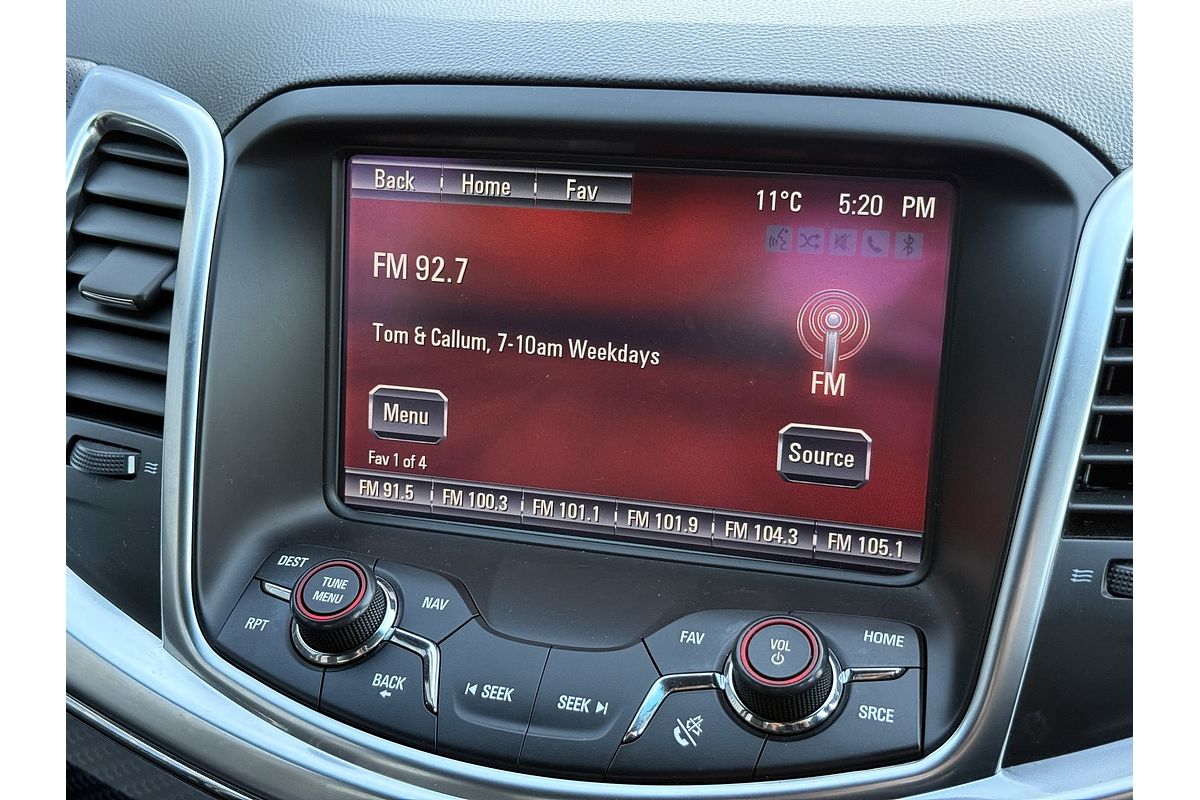 Back Home Fav
11°C 5:20 PM
FM 92.7
Tom & Callum, 7-10am Weekdays
FM
Menu
Source
Fav 1 of 4
FM 91.5 FM 100.3 FM 101.1 FM 101.9 FM 104.3 FM 105.1
DEST
TUNE
MENU
NAV
RPT
BACK
SEEK
SEEK
FAV
VOL
HOME
SRCE